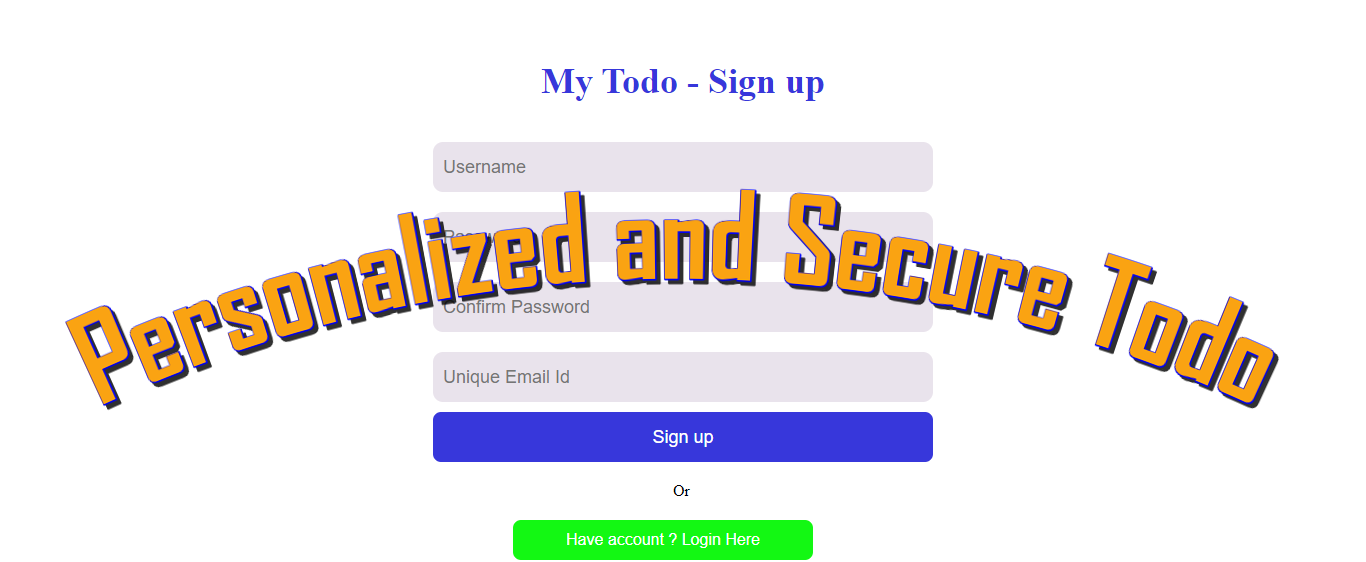 My Todo - Sign up
Username
Personalized and Secure Todo
Confirm Password
Unique Email Id
Sign up
Or
Have account ? Login Here